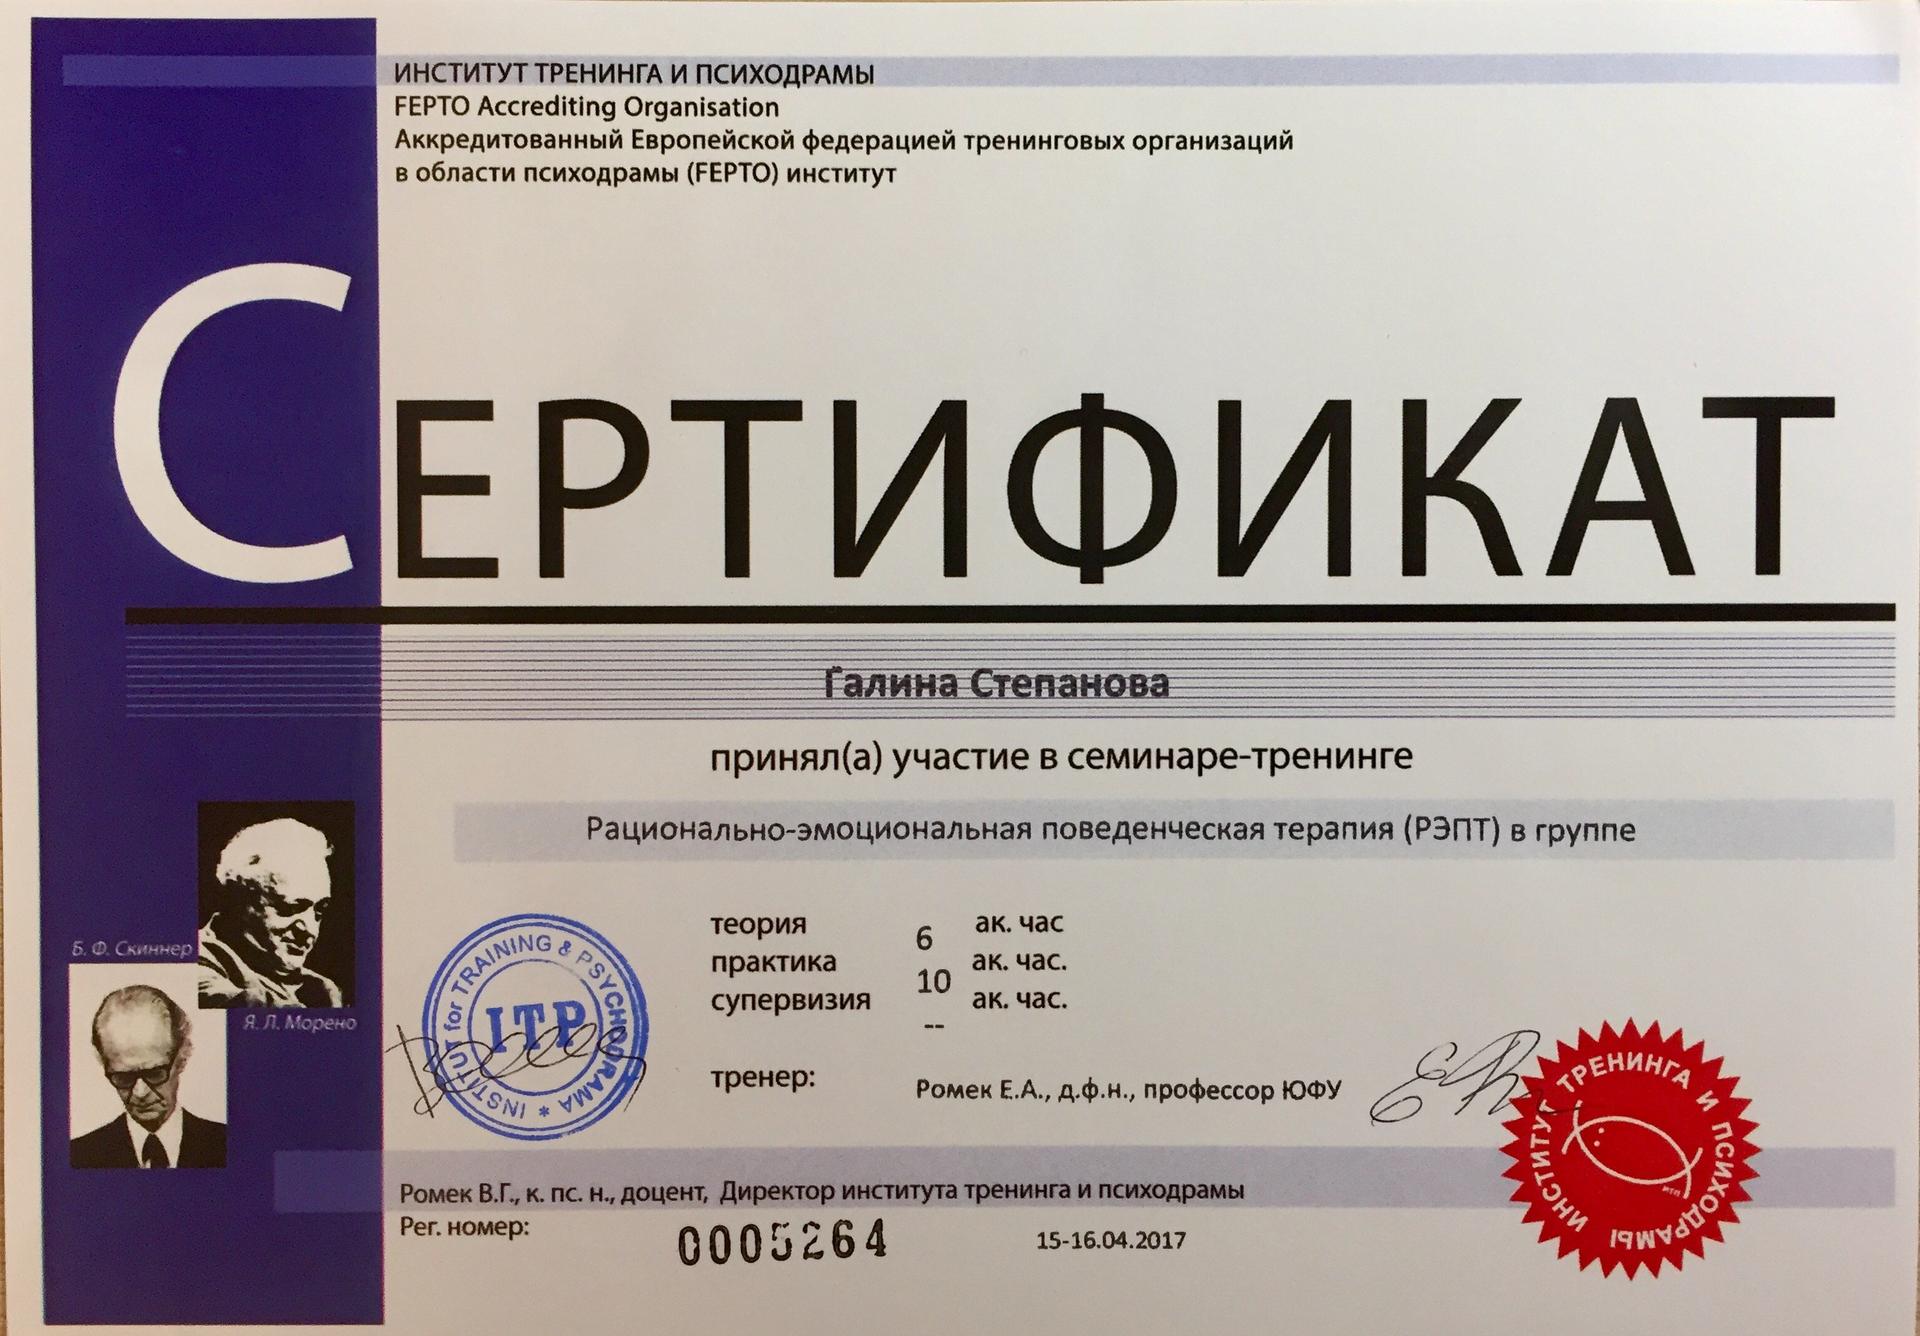 ИНСТИТУТ ТРЕНИНГА И ПСИХОДРАМЫ
FEPTO Accrediting Organisation
Аккредитованный Европейской федерацией тренинговых организаций
в области психодрамы (FEPTO) институт
СЕРТИФИКАТ
Галина Степанова
принял(а) участие в семинаре-тренинге
Рационально-эмоциональная поведенческая терапия (РЭПТ) в группе
теория 6 ак. час
практика 10 ак. час.
супервизия -- ак. час.
Б. Ф. Скиннер
Я. Л. Морено
INSTITUT for TRAINING & PSYCHODRAMA *
ITP
тренер: Ромек Е.А., д.ф.н., профессор ЮФУ
ИНСТИТУТ ТРЕНИНГА И ПСИХОДРАМЫ
ИТП
Ромек В.Г., к. пс. н., доцент, Директор института тренинга и психодрамы
Рег. номер: 0005264 15-16.04.2017